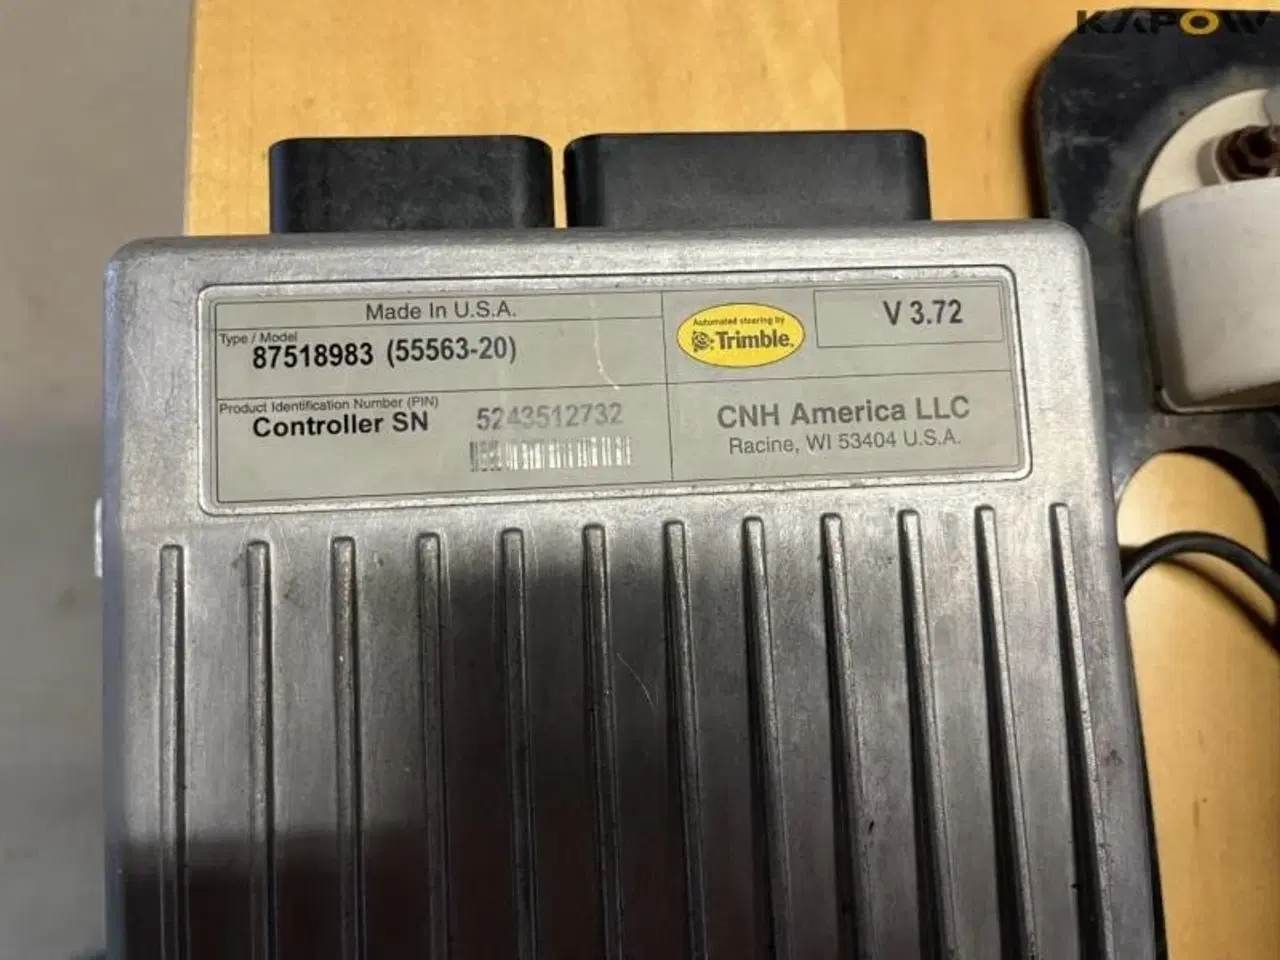 KAPOW
Made In U.S.A.
Type / Model
87518983 (55563-20)
Product Identification Number (PIN)
Controller SN 5243512732
Automated steering by
Trimble.
V 3.72
CNH America LLC
Racine, WI 53404 U.S.A.